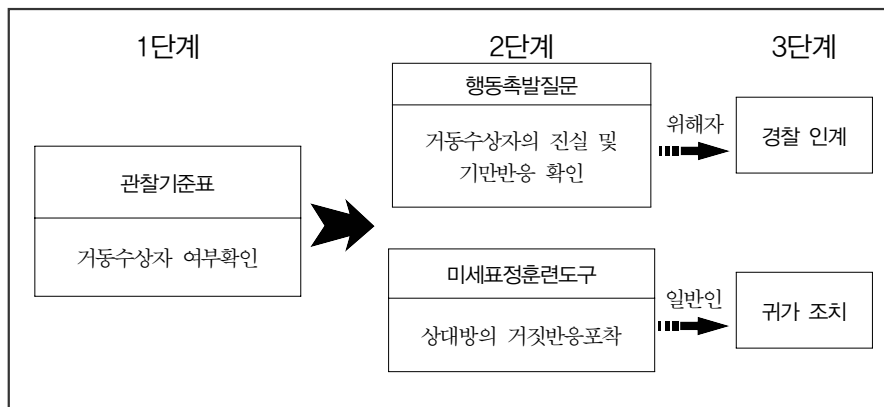 1단계
2단계
3단계
관찰기준표
거동수상자 여부확인
행동촉발질문
거동수상자의 진실 및
기만반응 확인
위해자
경찰 인계
미세표정훈련도구
상대방의 거짓반응포착
일반인
귀가 조치